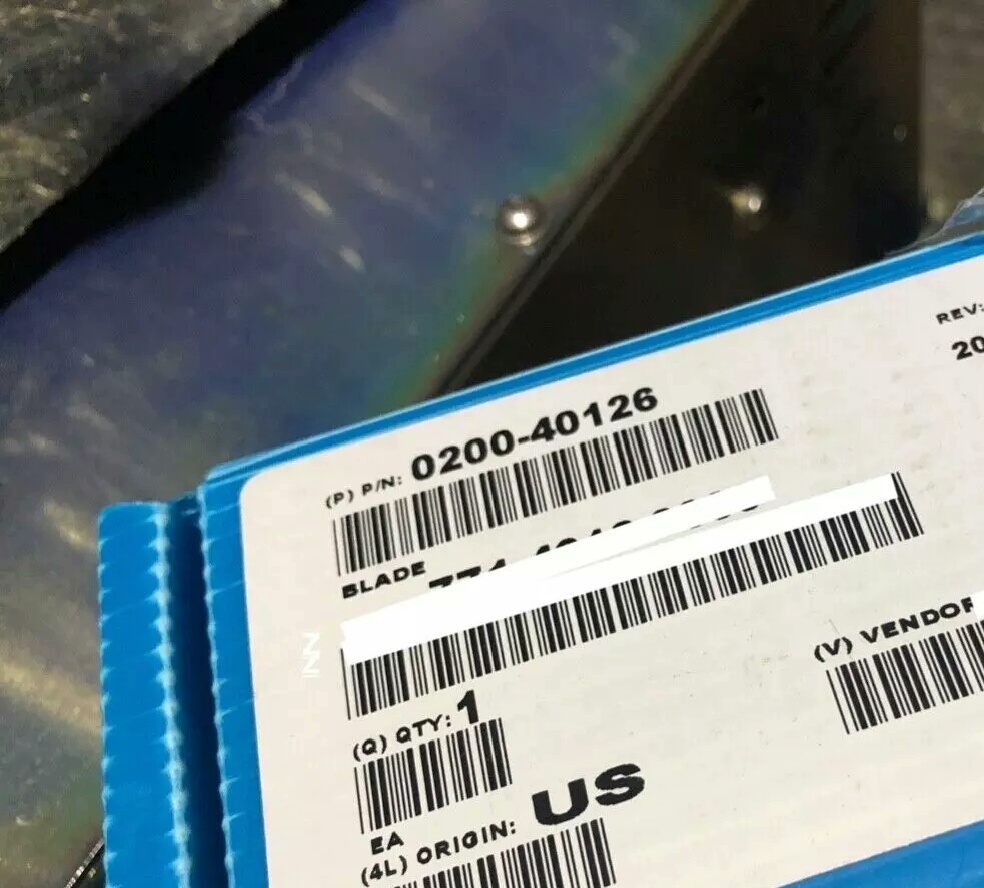 REV:
20
(P) P/N: 0200-40126
BLADE
(V) VENDOR
(Q) QTY: 1
EA
(4L) ORIGIN: US